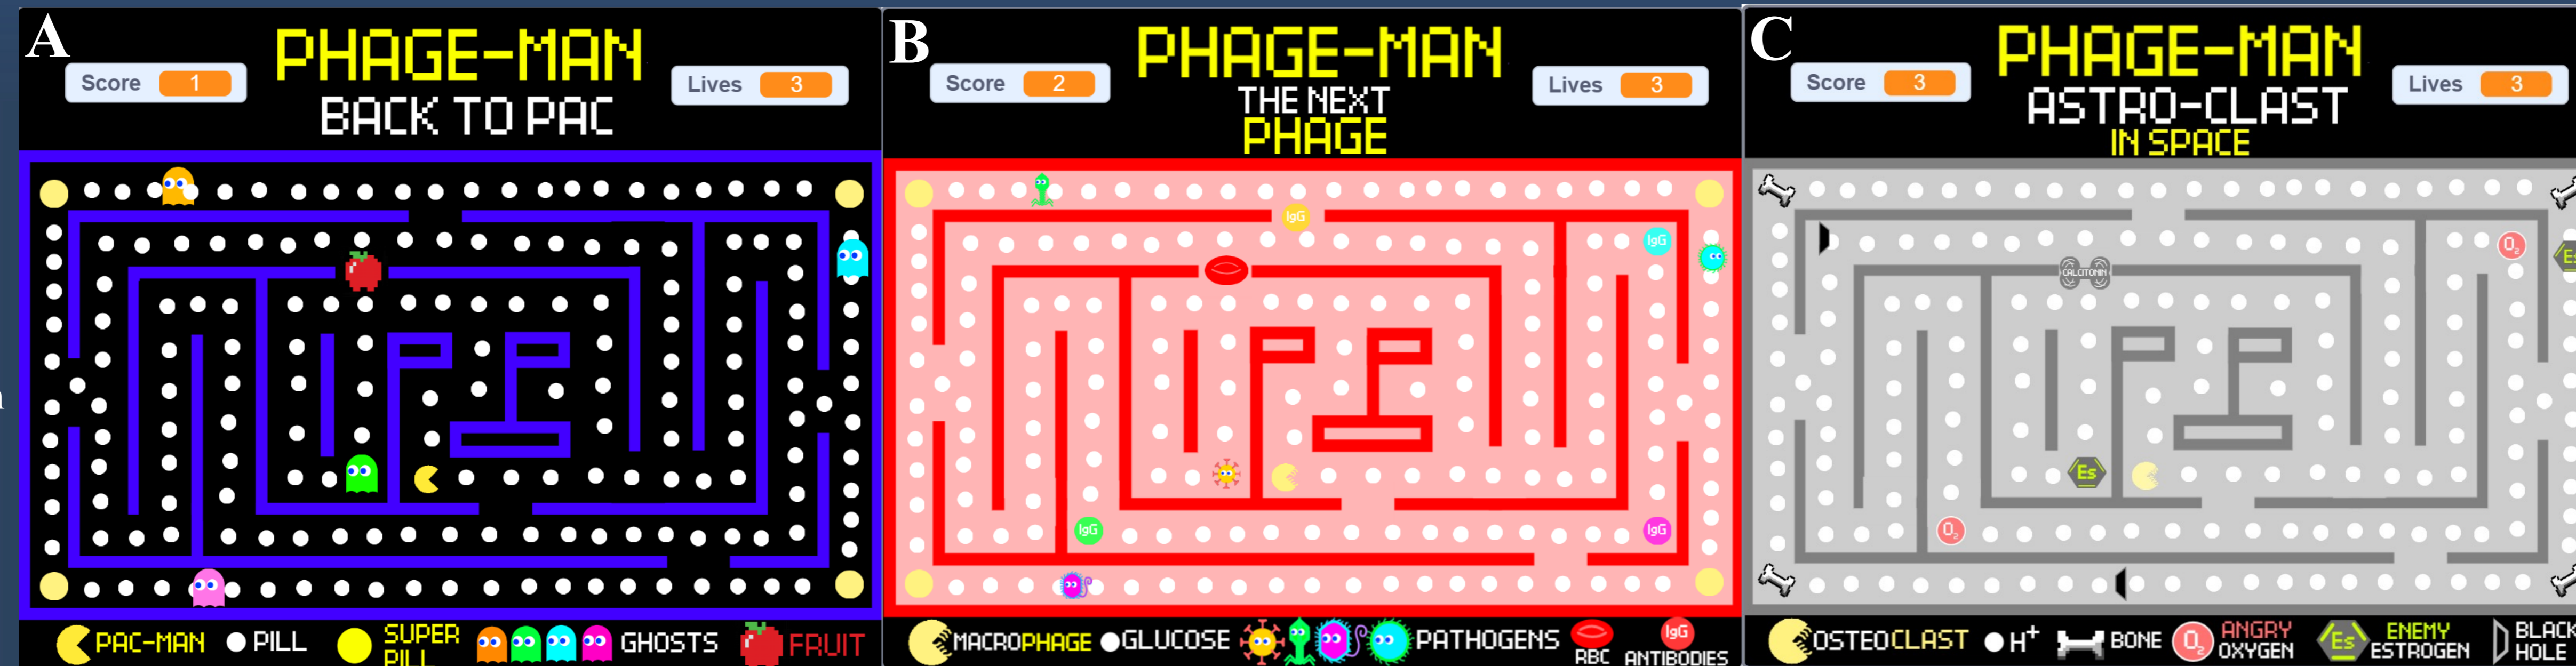 A
PHAGE-MAN
Score 1
Lives 3
BACK TO PAC
IgG
PAC-MAN PILL SUPER PILL GHOSTS FRUIT
B
PHAGE-MAN
Score 2
Lives 3
THE NEXT
PHAGE
IgG
IgG
IgG
IgG
MACROPHAGE GLUCOSE PATHOGENS RBC IgG ANTIBODIES
C
PHAGE-MAN
Score 3
Lives 3
ASTRO-CLAST
IN SPACE
O2
Es
CALCITONIN
Es
O2
OSTEOCLAST H+ BONE O2 ANGRY OXYGEN Es ENEMY ESTROGEN BLACK HOLE